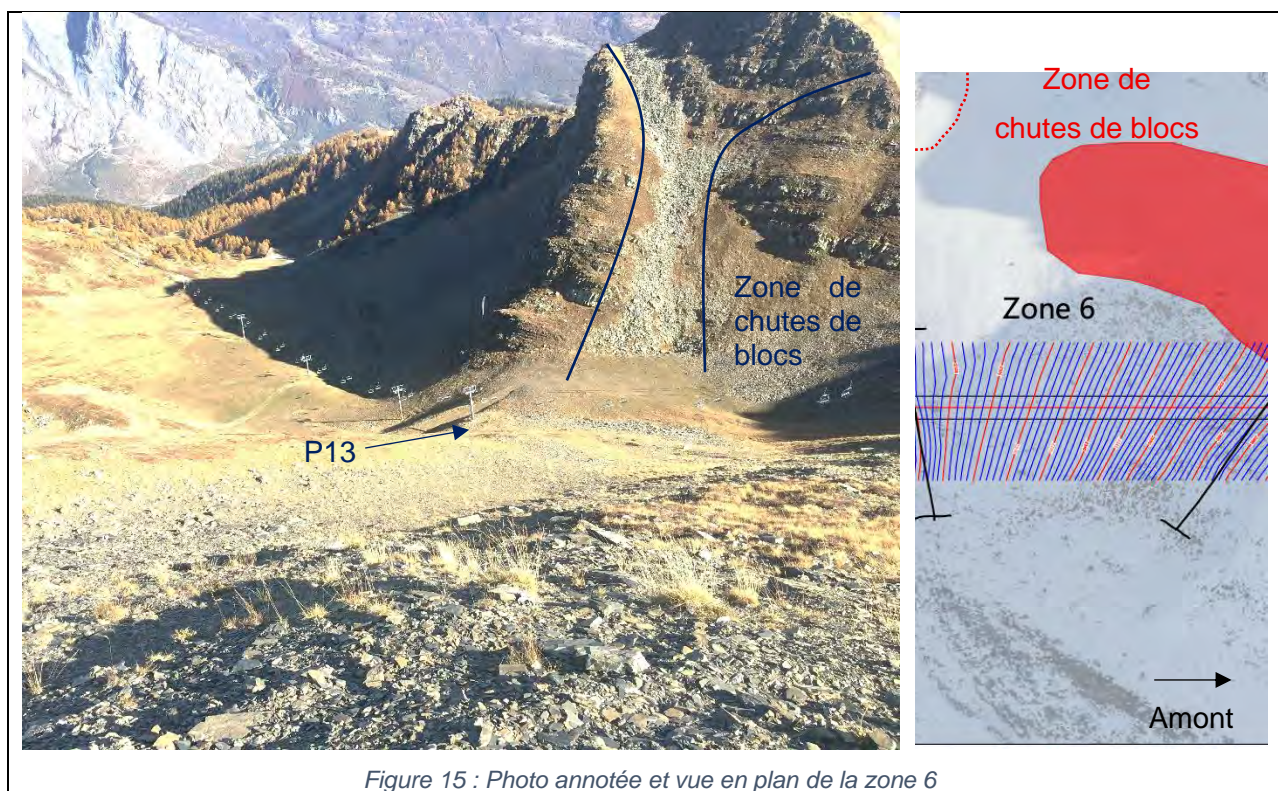 Zone de
chutes de
blocs
P13
Zone de
chutes de blocs
Zone 6
Amont
Figure 15 : Photo annotée et vue en plan de la zone 6